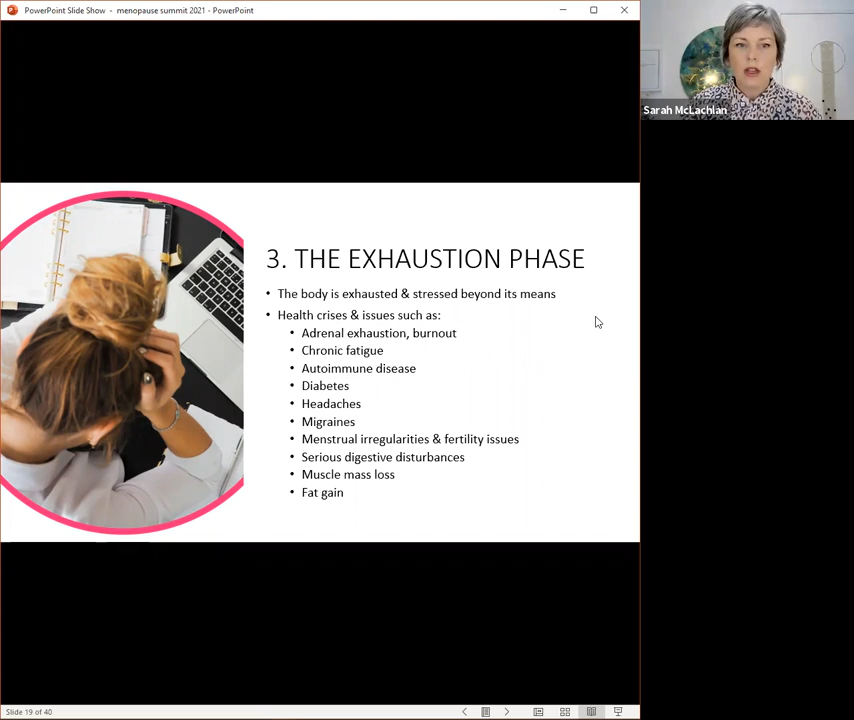 PowerPoint Slide Show - menopause summit 2021 - PowerPoint
Sarah McLachlan
3. THE EXHAUSTION PHASE
• The body is exhausted & stressed beyond its means
• Health crises & issues such as:
• Adrenal exhaustion, burnout
• Chronic fatigue
• Autoimmune disease
• Diabetes
• Headaches
• Migraines
• Menstrual irregularities & fertility issues
• Serious digestive disturbances
• Muscle mass loss
• Fat gain
Slide 19 of 40